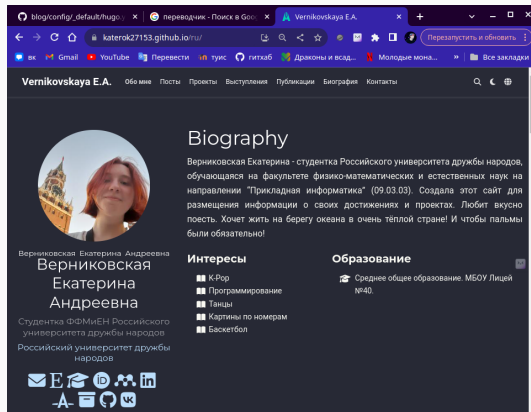 blog/config/_default/hugo.y
переводчик - Поиск в Goo
Vernikovskaya E.A.
katerok27153.github.io/ru/
Перезапустить и обновить
вк
Gmail
YouTube
Перевести
туис
гитхаб
Драконы и всад...
Молодые мона...
»
Все закладки
Vernikovskaya E.A.
Обо мне Посты Проекты Выступления Публикации Биография Контакты
Biography
Верниковская Екатерина - студентка Российского университета дружбы народов,
обучающаяся на факультете физико-математических и естественных наук на
направлении "Прикладная информатика" (09.03.03). Создала этот сайт для
размещения информации о своих достижениях и проектах. Любит вкусно
поесть. Хочет жить на берегу океана в очень тёплой стране! И чтобы пальмы
были обязательно!
Верниковская Екатерина Андреевна
Верниковская
Екатерина
Андреевна
Студентка ФФМиЕН Российского
университета дружбы народов
Российский университет дружбы
народов
Интересы
K-Pop
Программирование
Танцы
Картины по номерам
Баскетбол
Образование
Среднее общее образование. МБОУ Лицей
№40.